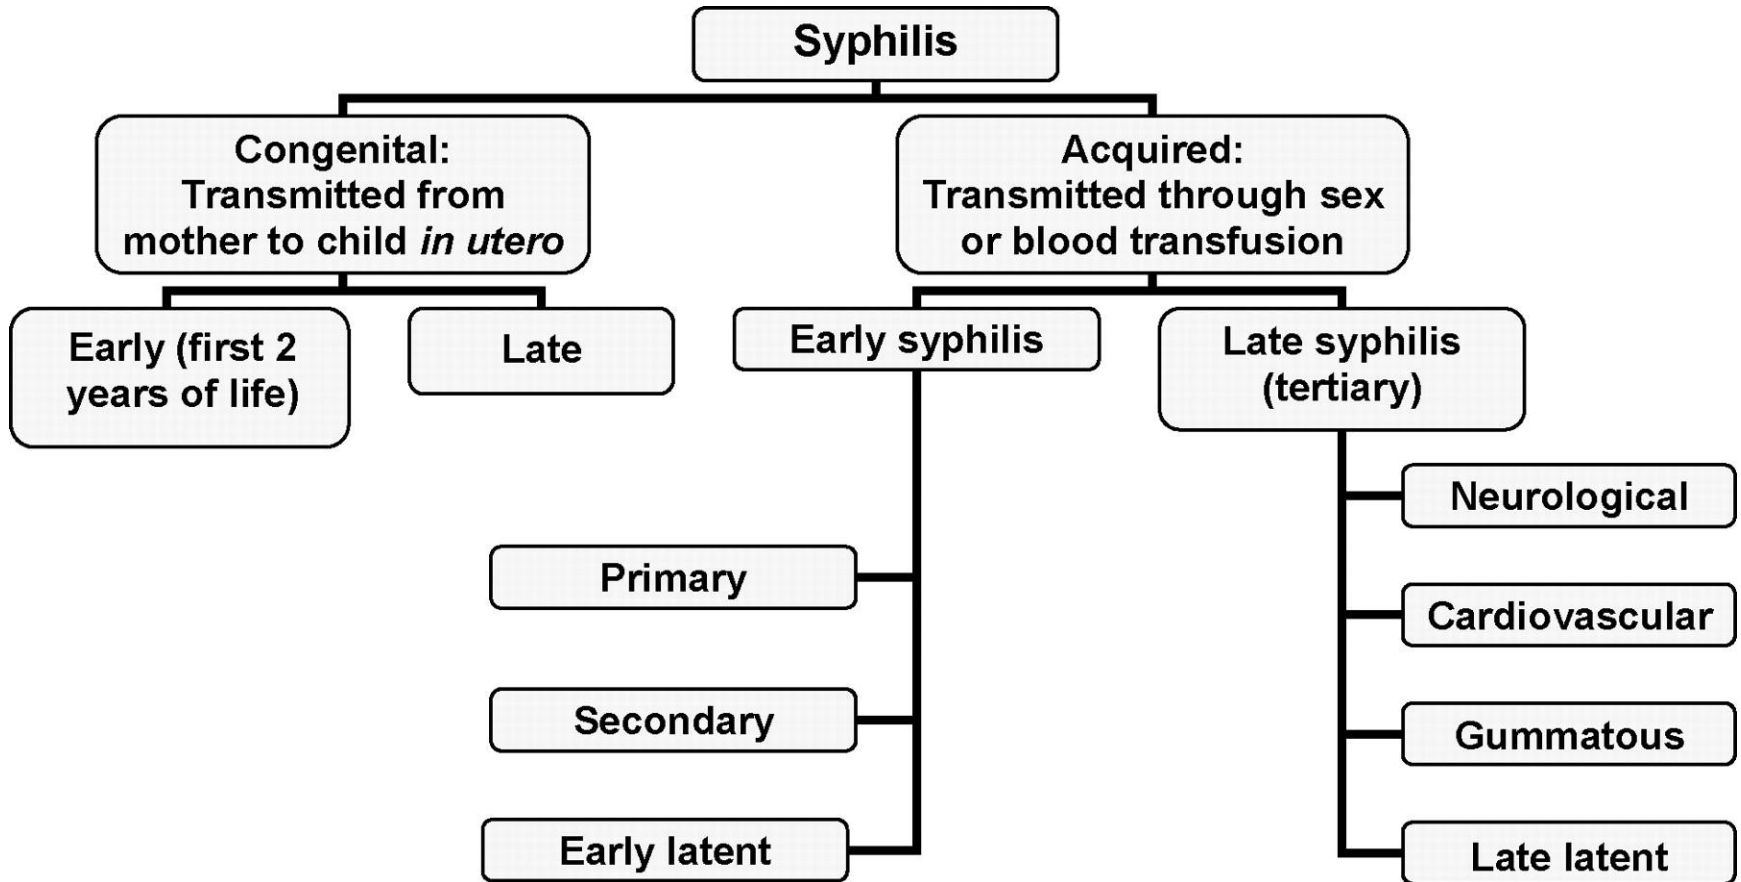 Syphilis
Congenital:
Transmitted from
mother to child in utero
Acquired:
Transmitted through sex
or blood transfusion
Early (first 2
years of life)
Late
Early syphilis
Late syphilis
(tertiary)
Primary
Secondary
Early latent
Neurological
Cardiovascular
Gummatous
Late latent